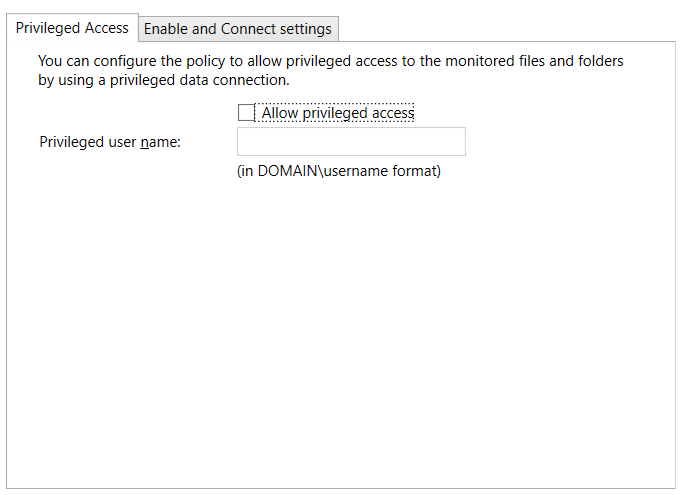 Privileged Access
Enable and Connect settings
You can configure the policy to allow privileged access to the monitored files and folders
by using a privileged data connection.
Allow privileged access
Privileged user name:
(in DOMAIN\username format)